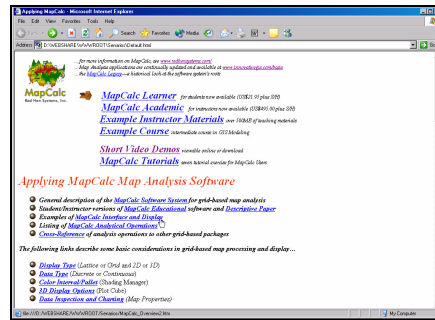 Applying MapCalc - Microsoft Internet Explorer
File Edit View Favorites Tools Help
Back Search Favorites Media
Address D:\WEBSHARE\WWWROOT\Senarios\Default.html Go
...for more information on MapCalc, see www.redhensystems.com/
...Map Analysis applications are continually updated and available at www.innovativegis.com/basis
...the MapCalc Legacy—a historical look at the software system's roots
MapCalc
Red Hen Systems, Inc.
MapCalc Learner for students now available (US$21.95 plus S/H)
MapCalc Academic for instructors now available (US$495.00 plus S/H)
Example Instructor Materials over 300MB of teaching materials
Example Course intermediate course in GIS Modeling
Short Video Demos viewable online or download
MapCalc Tutorials seven tutorial exercises for MapCalc Users
Applying MapCalc Map Analysis Software
General description of the MapCalc Software System for grid-based map analysis
Student/Instructor versions of MapCalc Educational software and Descriptive Paper
Examples of MapCalc Interface and Display
Listing of MapCalc Analytical Operations
Cross-Reference of analysis operations to other grid-based packages
The following links describe some basic considerations in grid-based map processing and display...
Display Type (Lattice or Grid and 2D or 3D)
Data Type (Discrete or Continuous)
Color Interval/Pallet (Shading Manager)
3D Display Options (Plot Cube)
Data Inspection and Charting (Map Properties)
file:///D:/WEBSHARE/WWWROOT/Senarios/MapCalc_Overview2.htm My Computer